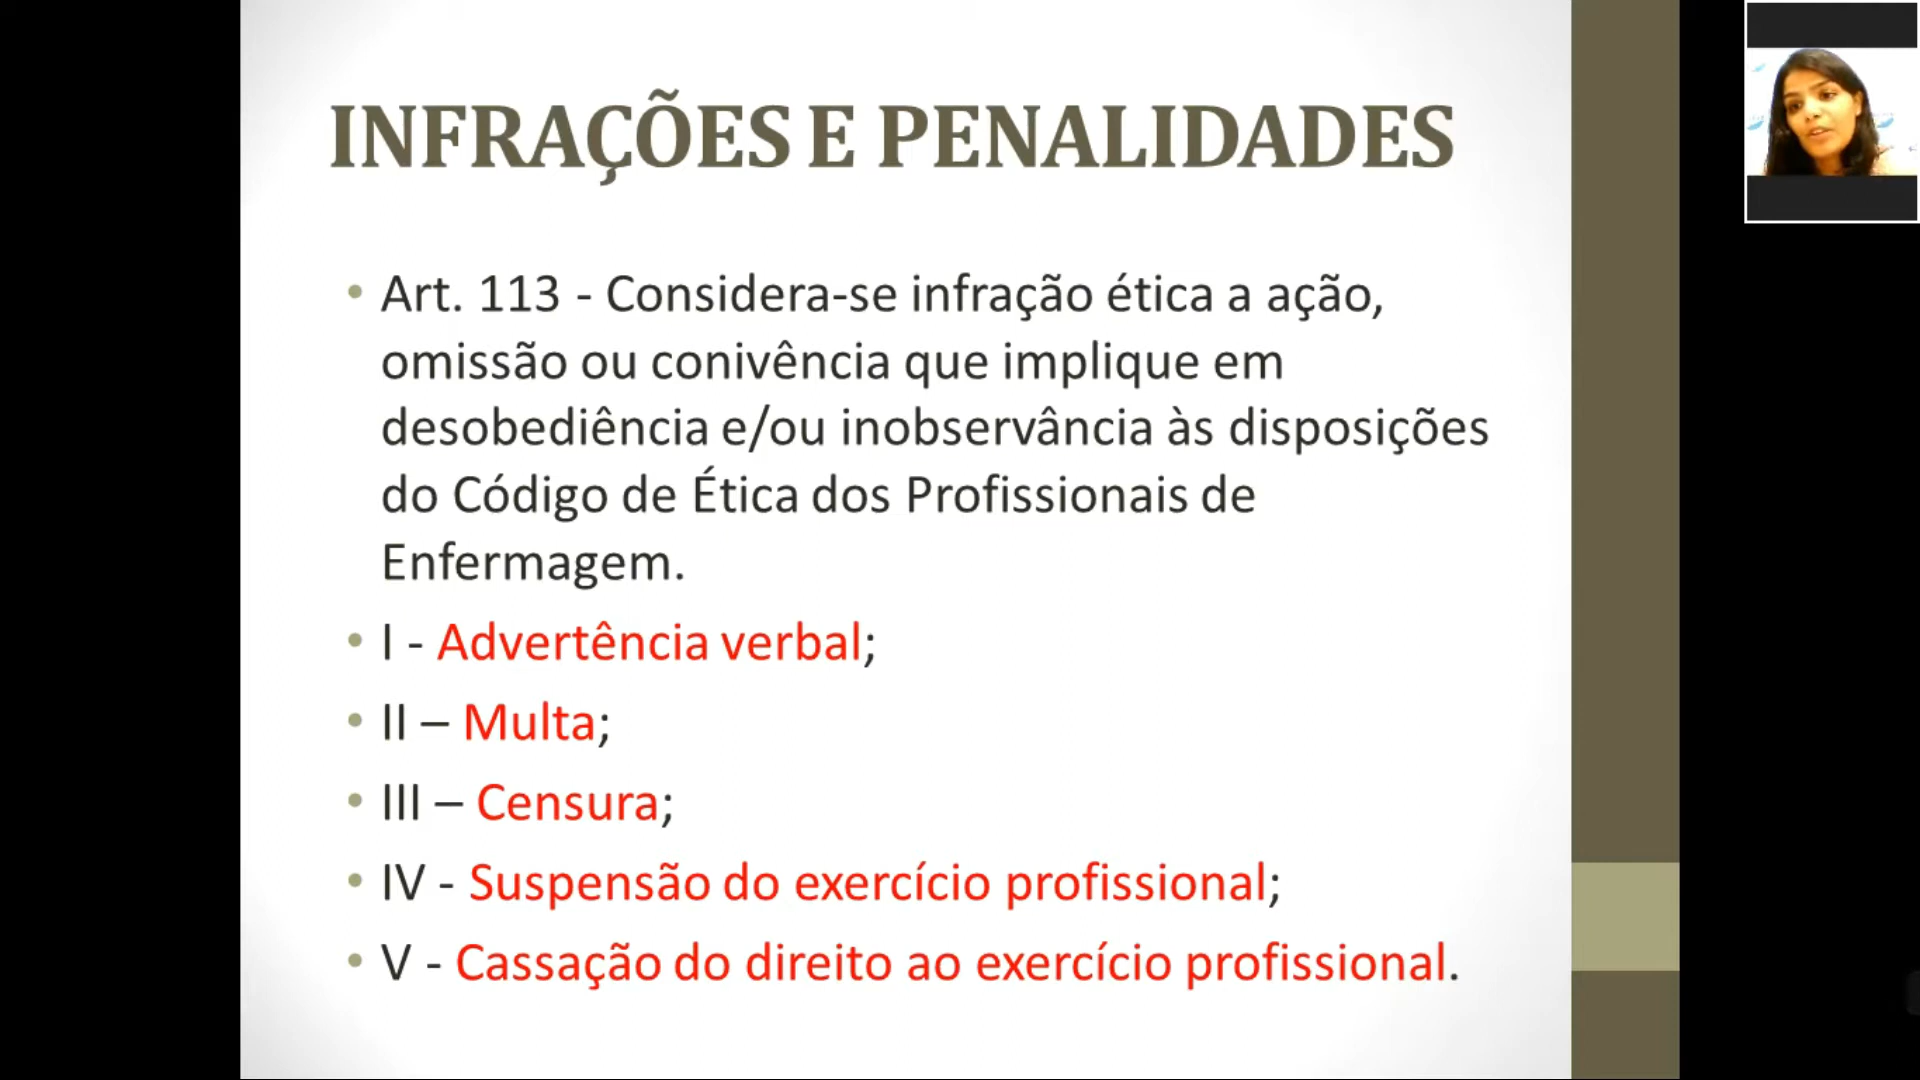 INFRAÇÕES E PENALIDADES
• Art. 113 - Considera-se infração ética a ação,
omissão ou conivência que implique em
desobediência e/ou inobservância às disposições
do Código de Ética dos Profissionais de
Enfermagem.
• I - Advertência verbal;
• II – Multa;
• III – Censura;
• IV - Suspensão do exercício profissional;
• V - Cassação do direito ao exercício profissional.